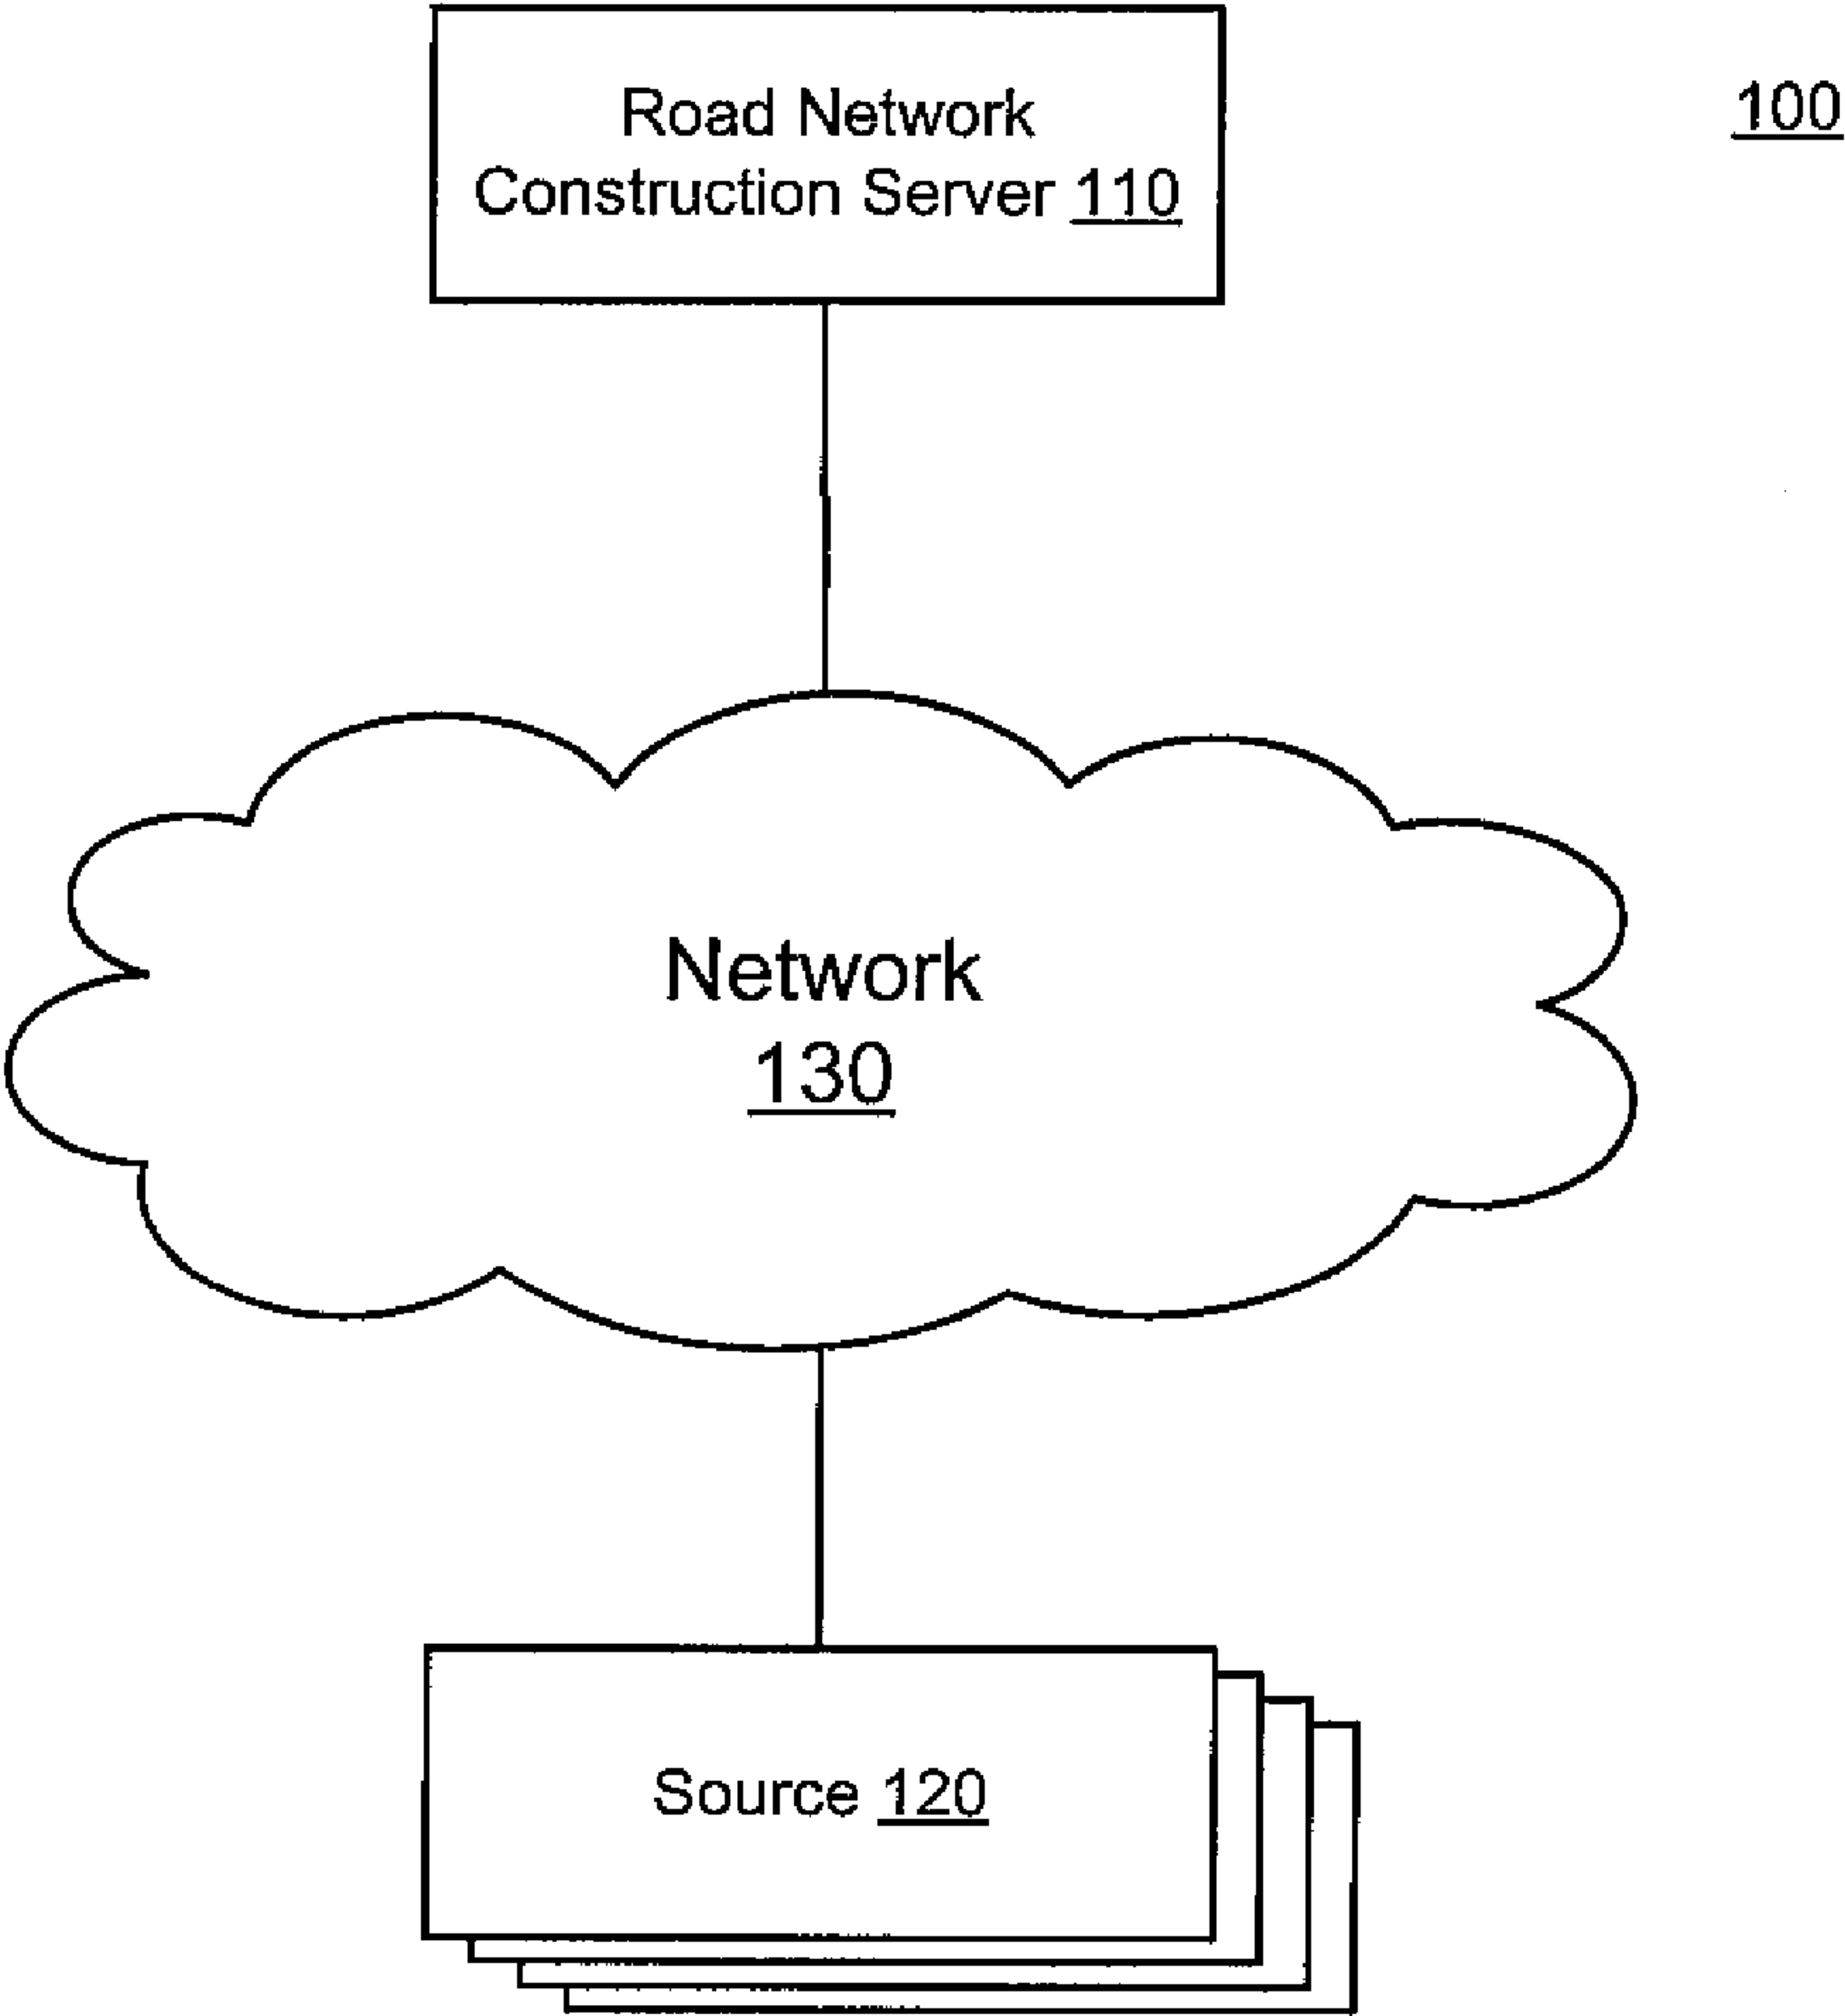 Road Network
Construction Server 110
100
Network
130
Source 120